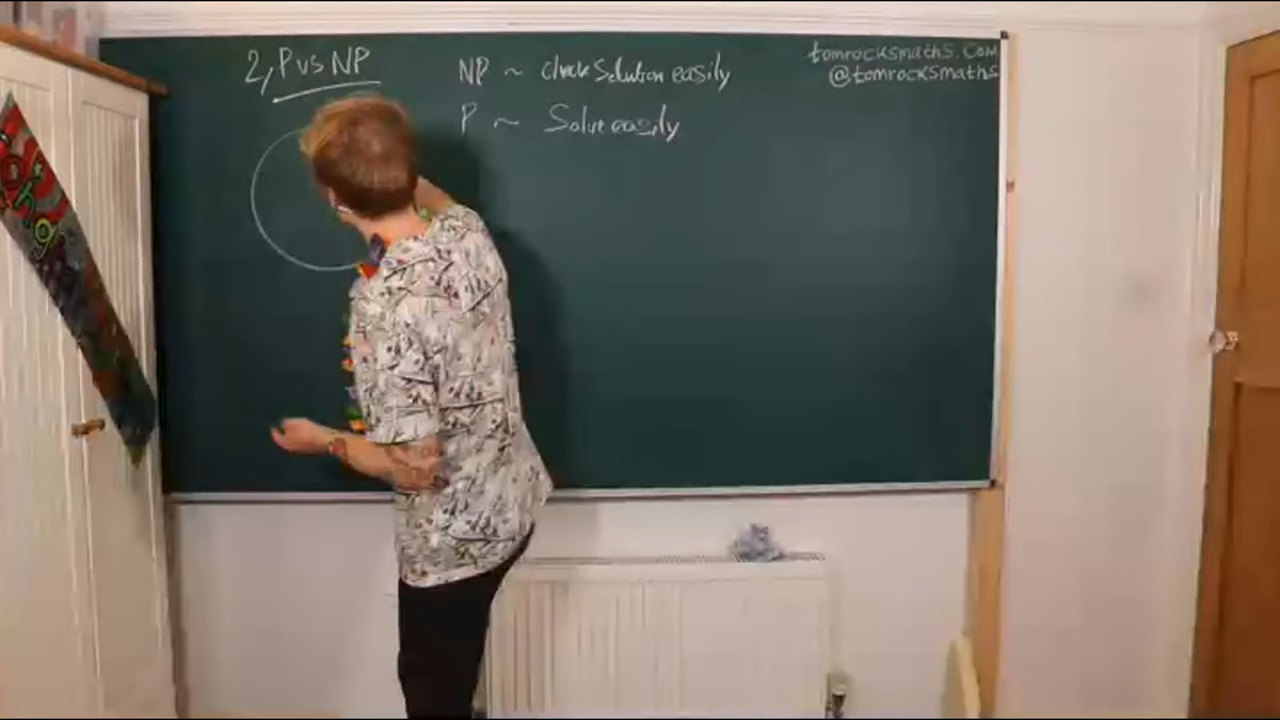 2, P vs NP
NP ~ Check Solution easily
P ~ Solve easily
tomrocksmaths.com
@tomrocksmaths